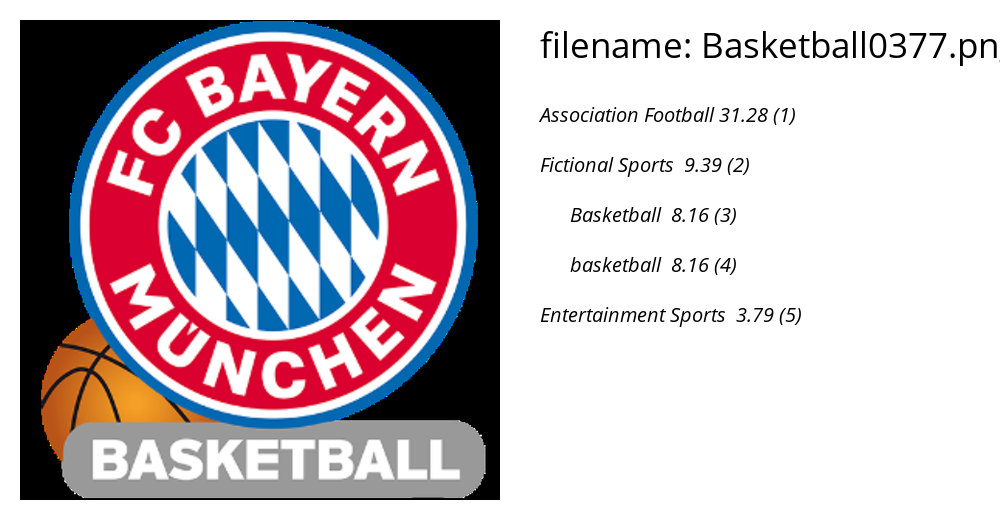 FC BAYERN
MÜNCHEN
BASKETBALL
filename: Basketball0377.pn
Association Football 31.28 (1)
Fictional Sports 9.39 (2)
Basketball 8.16 (3)
basketball 8.16 (4)
Entertainment Sports 3.79 (5)